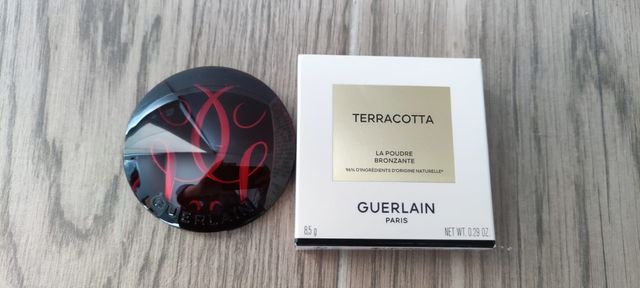 GUERLAIN
TERRACOTTA
LA POUDRE
BRONZANTE
96% D'INGRÉDIENTS D'ORIGINE NATURELLE*
GUERLAIN
PARIS
8.5 g
NET WT. 0.29 OZ